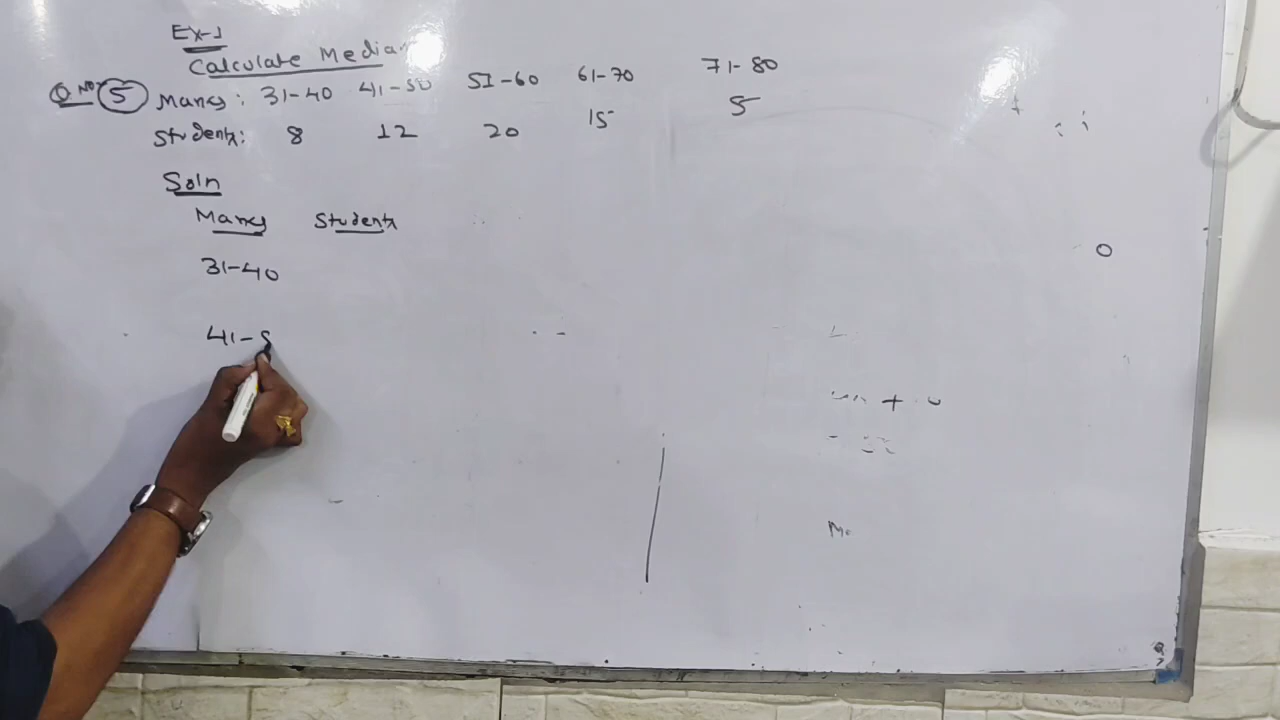 Ex-1
Calculate Median
Q.No. 5 Marks: 31-40 41-50 51-60 61-70 71-80
Students: 8 12 20 15 5
Soln
Marks Students
31-40
41-5